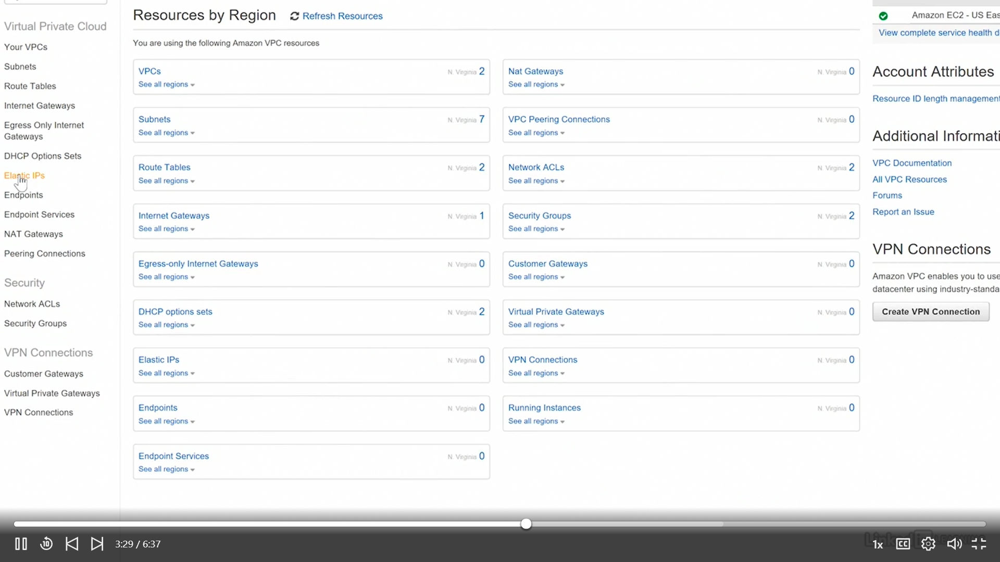 Virtual Private Cloud
Your VPCs
Subnets
Route Tables
Internet Gateways
Egress Only Internet
Gateways
DHCP Options Sets
Elastic IPs
Endpoints
Endpoint Services
NAT Gateways
Peering Connections
Security
Network ACLs
Security Groups
VPN Connections
Customer Gateways
Virtual Private Gateways
VPN Connections
Resources by Region Refresh Resources
You are using the following Amazon VPC resources
VPCs N. Virginia 2
See all regions
Subnets N. Virginia 7
See all regions
Route Tables N. Virginia 2
See all regions
Internet Gateways N. Virginia 1
See all regions
Egress-only Internet Gateways N. Virginia 0
See all regions
DHCP options sets N. Virginia 2
See all regions
Elastic IPs N. Virginia 0
See all regions
Endpoints N. Virginia 0
See all regions
Endpoint Services N. Virginia 0
See all regions
Nat Gateways N. Virginia 0
See all regions
VPC Peering Connections N. Virginia 0
See all regions
Network ACLs N. Virginia 2
See all regions
Security Groups N. Virginia 2
See all regions
Customer Gateways N. Virginia 0
See all regions
Virtual Private Gateways N. Virginia 0
See all regions
VPN Connections N. Virginia 0
See all regions
Running Instances N. Virginia 0
See all regions
Amazon EC2 - US Eas
View complete service health d
Account Attributes
Resource ID length management
Additional Informati
VPC Documentation
All VPC Resources
Forums
Report an Issue
VPN Connections
Amazon VPC enables you to use
datacenter using industry-standa
Create VPN Connection
10
3:29 / 6:37
1x
CC